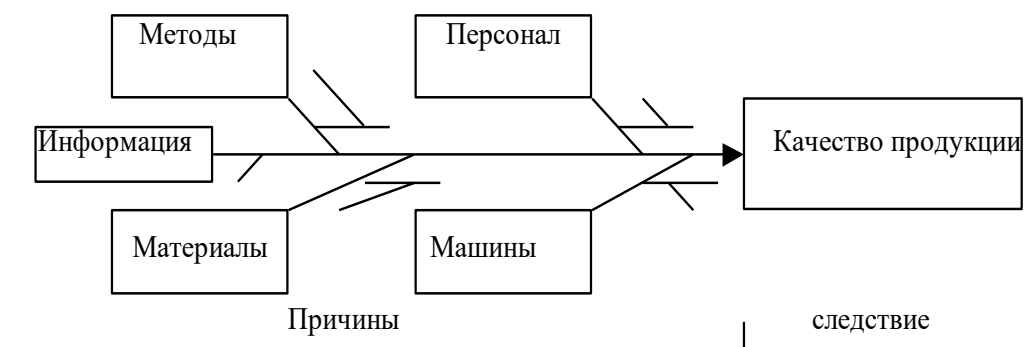 Методы
Персонал
Информация
Качество продукции
Материалы
Машины
Причины
следствие